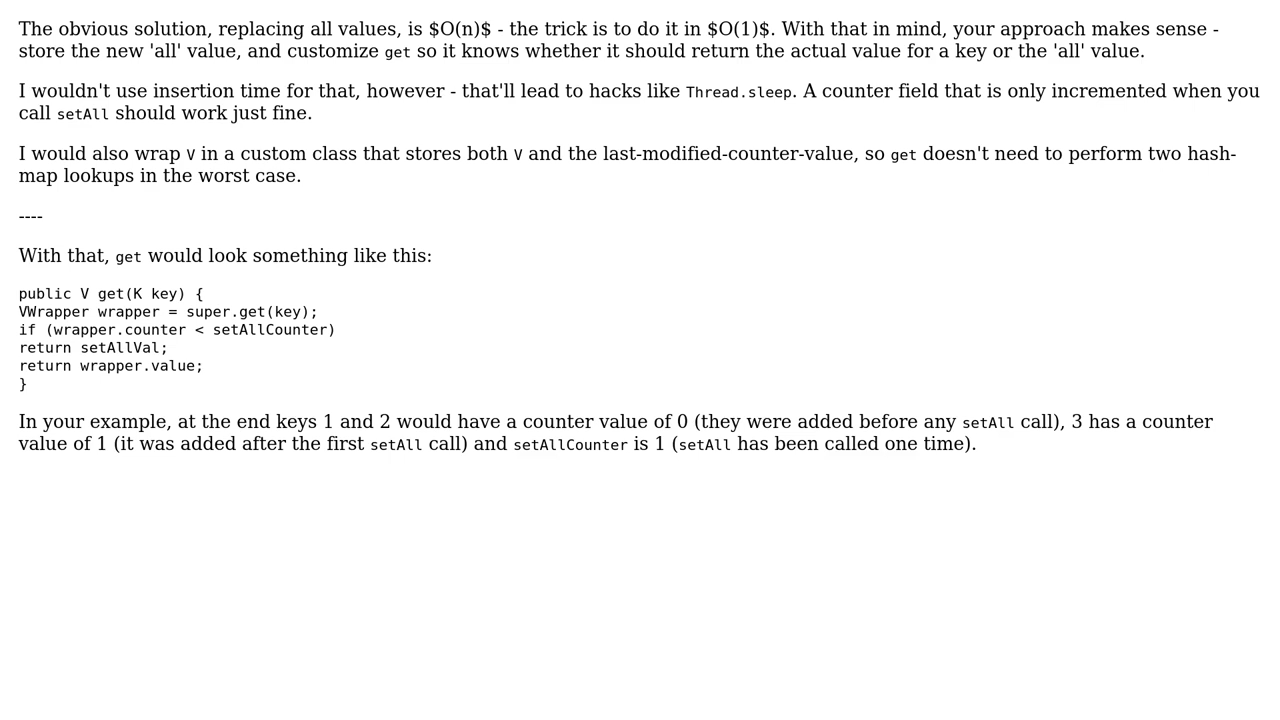 The obvious solution, replacing all values, is $O(n)$ - the trick is to do it in $O(1)$. With that in mind, your approach makes sense -
store the new 'all' value, and customize get so it knows whether it should return the actual value for a key or the 'all' value.
I wouldn't use insertion time for that, however - that'll lead to hacks like Thread.sleep. A counter field that is only incremented when you
call setAll should work just fine.
I would also wrap V in a custom class that stores both V and the last-modified-counter-value, so get doesn't need to perform two hash-
map lookups in the worst case.
----
With that, get would look something like this:
public V get(K key) {
VWrapper wrapper = super.get(key);
if (wrapper.counter < setAllCounter)
return setAllVal;
return wrapper.value;
}
In your example, at the end keys 1 and 2 would have a counter value of 0 (they were added before any setAll call), 3 has a counter
value of 1 (it was added after the first setAll call) and setAllCounter is 1 (setAll has been called one time).